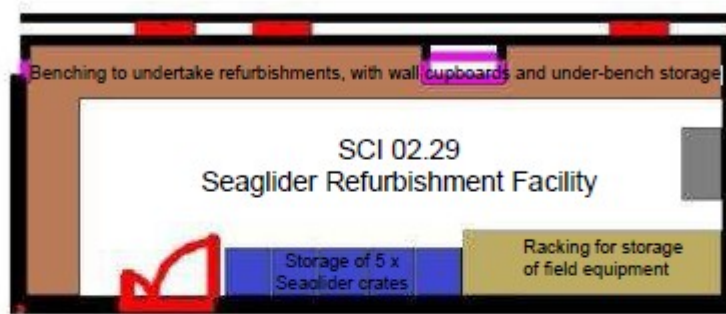 Benching to undertake refurbishments, with wall cupboards and under-bench storage
SCI 02.29
Seaglider Refurbishment Facility
Storage of 5 x
Seaglider crates
Racking for storage
of field equipment